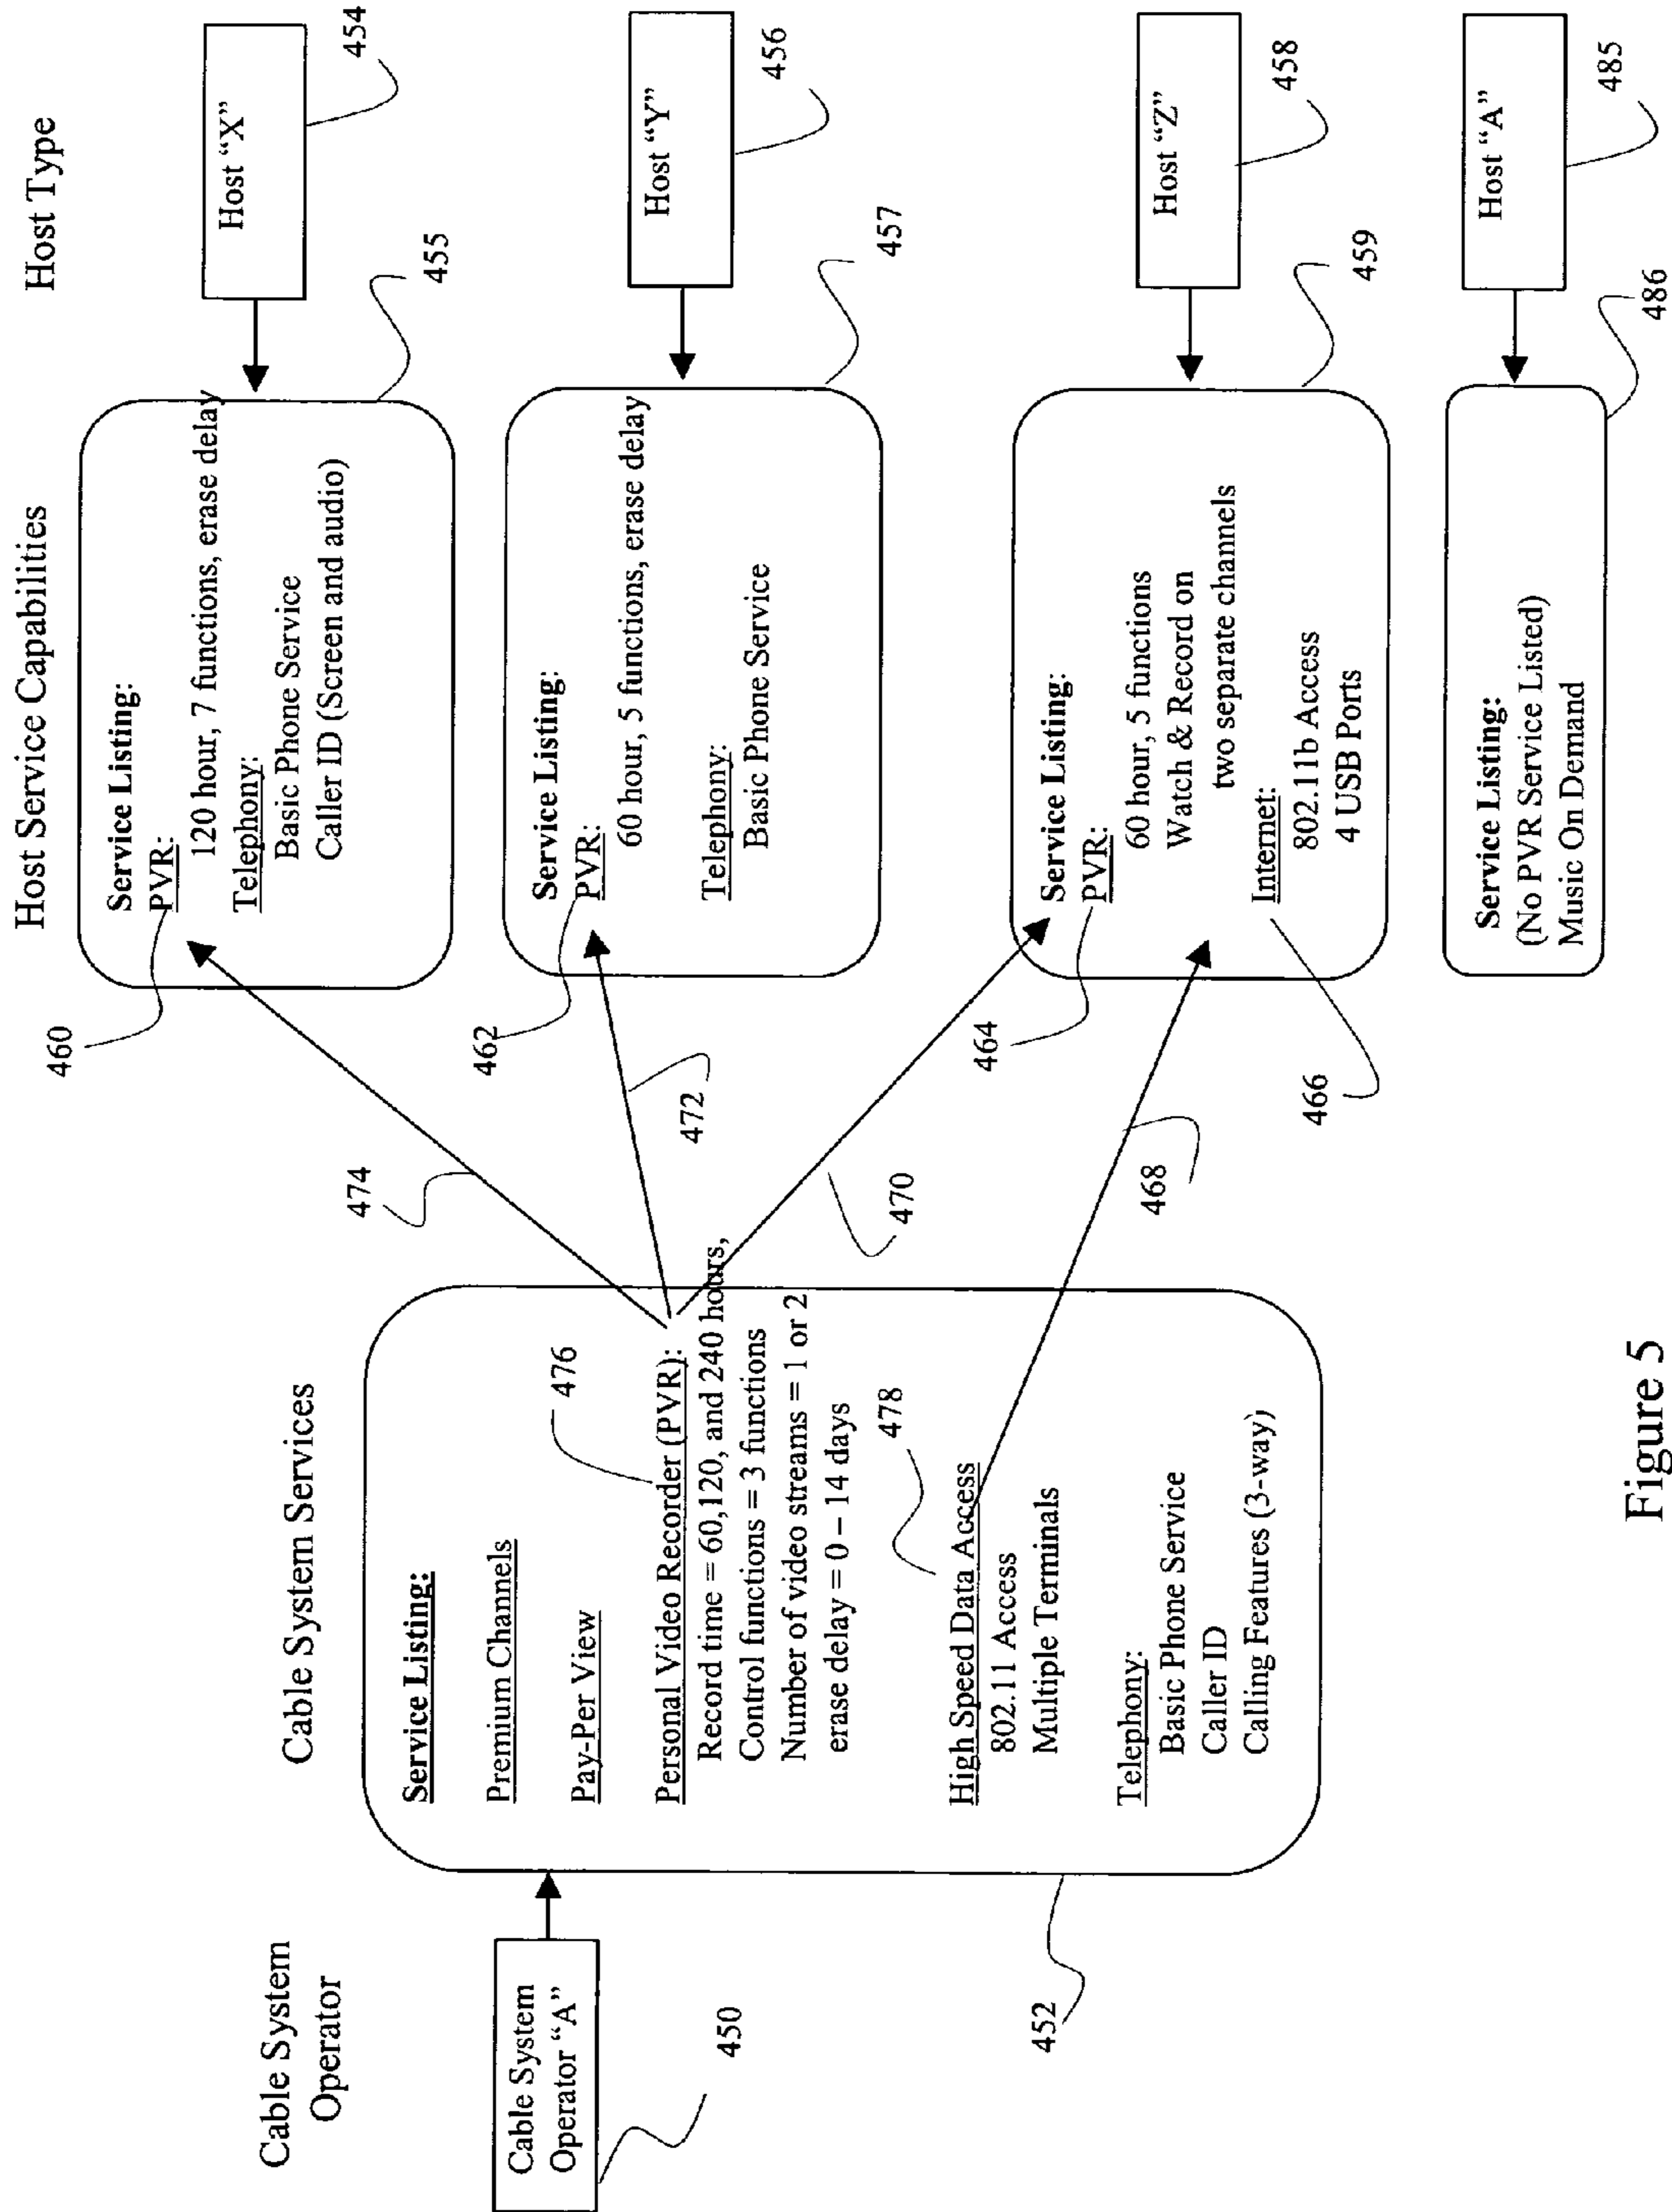 Cable System
Operator
Cable System Services
Host Service Capabilities
Host Type
Cable System
Operator “A”
450
Service Listing:
Premium Channels
Pay-Per View
Personal Video Recorder (PVR):
Record time = 60,120, and 240 hours,
Control functions = 3 functions
Number of video streams = 1 or 2
erase delay = 0 – 14 days
High Speed Data Access
802.11 Access
Multiple Terminals
Telephony:
Basic Phone Service
Caller ID
Calling Features (3-way)
476
478
452
474
472
470
468
460
Service Listing:
PVR:
120 hour, 7 functions, erase delay
Telephony:
Basic Phone Service
Caller ID (Screen and audio)
455
Host “X”
454
462
Service Listing:
PVR:
60 hour, 5 functions, erase delay
Telephony:
Basic Phone Service
457
Host “Y”
456
464
Service Listing:
PVR:
60 hour, 5 functions
Watch & Record on
two separate channels
Internet:
802.11b Access
4 USB Ports
466
459
Host “Z”
458
Service Listing:
(No PVR Service Listed)
Music On Demand
486
Host “A”
485
Figure 5